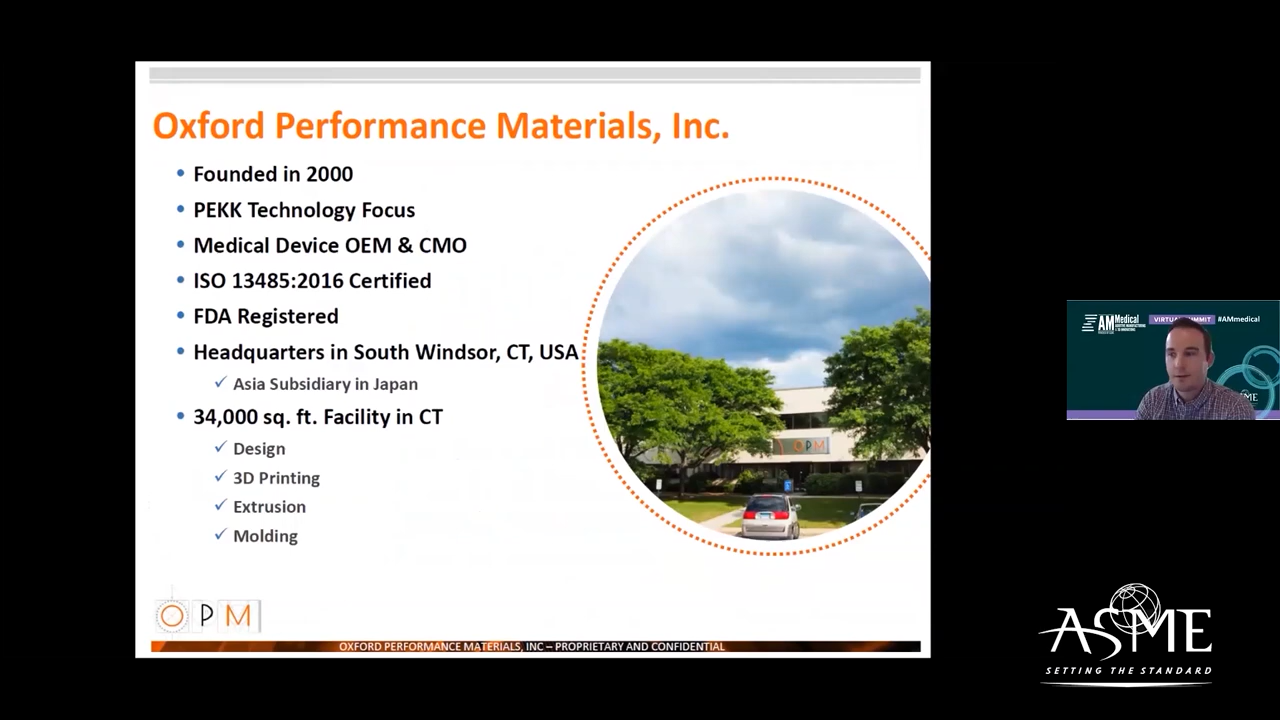 Oxford Performance Materials, Inc.
Founded in 2000
PEKK Technology Focus
Medical Device OEM & CMO
ISO 13485:2016 Certified
FDA Registered
Headquarters in South Windsor, CT, USA
Asia Subsidiary in Japan
34,000 sq. ft. Facility in CT
Design
3D Printing
Extrusion
Molding
OPM
OPM
OXFORD PERFORMANCE MATERIALS, INC – PROPRIETARY AND CONFIDENTIAL
AM Medical
#AMmedical
ASME
SETTING THE STANDARD